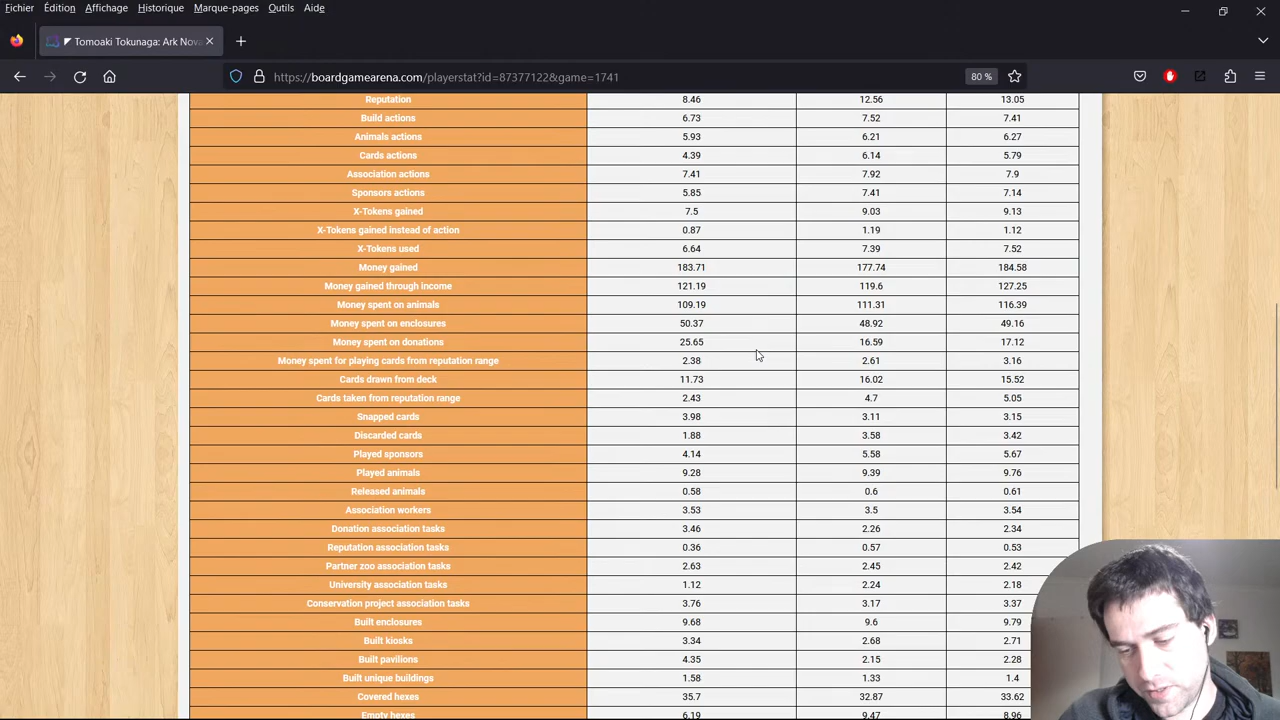 Fichier Édition Affichage Historique Marque-pages Outils Aide
Tomoaki Tokunaga: Ark Nova
https://boardgamearena.com/playerstat?id=87377122&game=1741 80 %
Reputation 8.46 12.56 13.05
Build actions 6.73 7.52 7.41
Animals actions 5.93 6.21 6.27
Cards actions 4.39 6.14 5.79
Association actions 7.41 7.92 7.9
Sponsors actions 5.85 7.41 7.14
X-Tokens gained 7.5 9.03 9.13
X-Tokens gained instead of action 0.87 1.19 1.12
X-Tokens used 6.64 7.39 7.52
Money gained 183.71 177.74 184.58
Money gained through income 121.19 119.6 127.25
Money spent on animals 109.19 111.31 116.39
Money spent on enclosures 50.37 48.92 49.16
Money spent on donations 25.65 16.59 17.12
Money spent for playing cards from reputation range 2.38 2.61 3.16
Cards drawn from deck 11.73 16.02 15.52
Cards taken from reputation range 2.43 4.7 5.05
Snapped cards 3.98 3.11 3.15
Discarded cards 1.88 3.58 3.42
Played sponsors 4.14 5.58 5.67
Played animals 9.28 9.39 9.76
Released animals 0.58 0.6 0.61
Association workers 3.53 3.5 3.54
Donation association tasks 3.46 2.26 2.34
Reputation association tasks 0.36 0.57 0.53
Partner zoo association tasks 2.63 2.45 2.42
University association tasks 1.12 2.24 2.18
Conservation project association tasks 3.76 3.17 3.37
Built enclosures 9.68 9.6 9.79
Built kiosks 3.34 2.68 2.71
Built pavilions 4.35 2.15 2.28
Built unique buildings 1.58 1.33 1.4
Covered hexes 35.7 32.87 33.62
Empty hexes 6.19 9.47 8.96